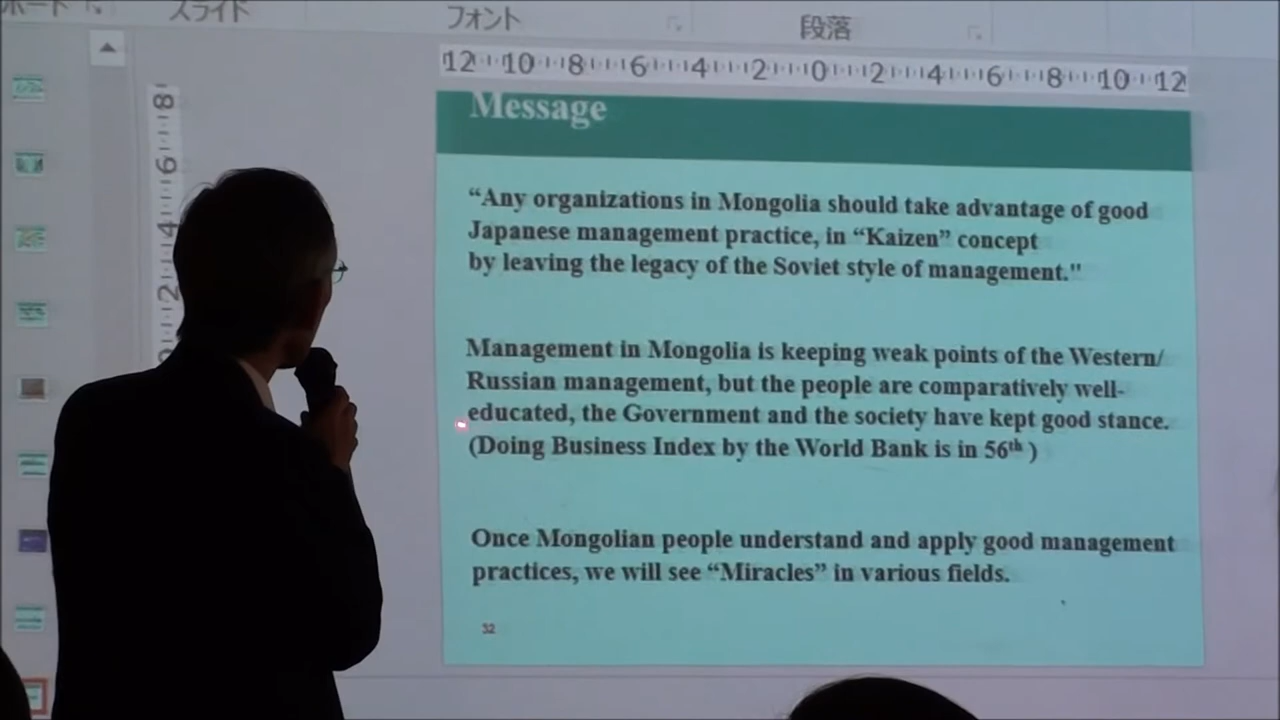 スライド
フォント
段落
12 10 8 6 4 2 0 2 4 6 8 10 12
8
6
4
2
Message
“Any organizations in Mongolia should take advantage of good
Japanese management practice, in “Kaizen” concept
by leaving the legacy of the Soviet style of management."
Management in Mongolia is keeping weak points of the Western/
Russian management, but the people are comparatively well-
educated, the Government and the society have kept good stance.
(Doing Business Index by the World Bank is in 56th )
Once Mongolian people understand and apply good management
practices, we will see “Miracles” in various fields.
32